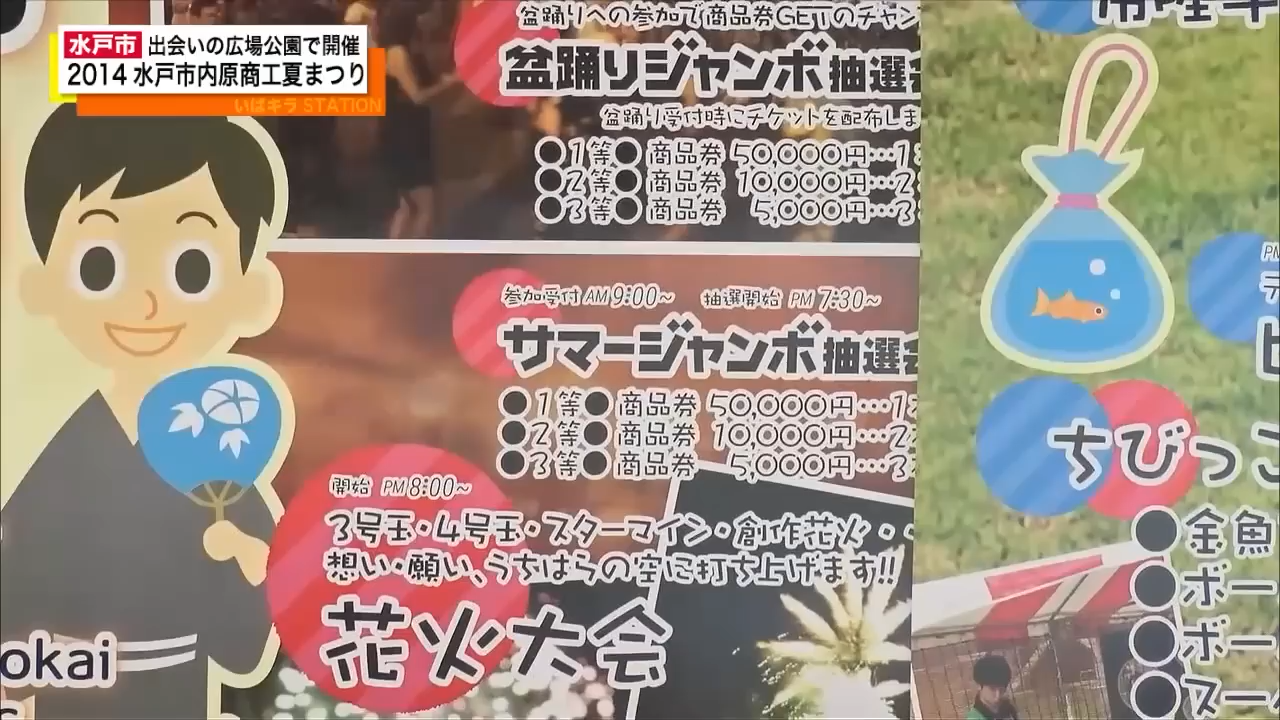 水戸市 出会いの広場公園で開催
2014 水戸市内原商工夏まつり
いばキラ STATION
盆踊りへの参加で商品券GETのチャン
盆踊りジャンボ抽選会
盆踊り受付時にチケットを配布しま
●1等● 商品券 50,000円…1
●2等● 商品券 10,000円…2
●3等● 商品券 5,000円…3
参加受付 AM 9:00~ 抽選開始 PM 7:30~
サマージャンボ抽選会
●1等● 商品券 50,000円…1
●2等● 商品券 10,000円…2
●3等● 商品券 5,000円…3
開始 PM8:00~
3号玉・4号玉・スターマイン・創作花火・・
想い・願い、うちはらの空に打ち上げます!!
花火大会
okai
ちびっこ
●金魚
●ボー
●ボー
●スー